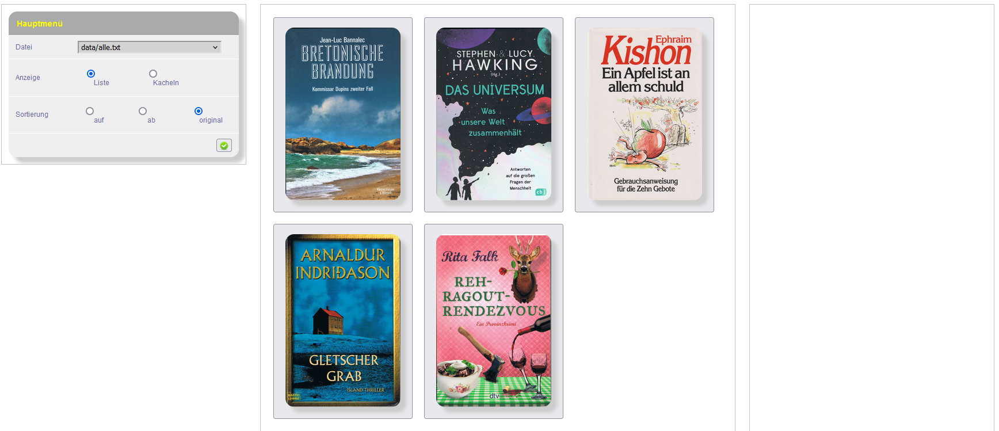 Hauptmenü
Datei
data/alle.txt
Anzeige
Liste
Kacheln
Sortierung
auf
ab
original
Jean-Luc Bannalec
BRETONISCHE
BRANDUNG
Kommissar Dupins zweiter Fall
Kiepenheuer
& Witsch
STEPHEN & LUCY
HAWKING
(Hg.)
DAS UNIVERSUM
Was
unsere Welt
zusammenhält
Antworten
auf die großen
Fragen der
Menschheit
cbj
Ephraim
Kishon
Ein Apfel ist an
allem schuld
Gebrauchsanweisung
für die Zehn Gebote
ARNALDUR
INDRIÐASON
GLETSCHER
GRAB
ISLAND THRILLER
BASTEI
LÜBBE
Rita Falk
REH-
RAGOUT-
RENDEZVOUS
Ein Provinzkrimi
dtv